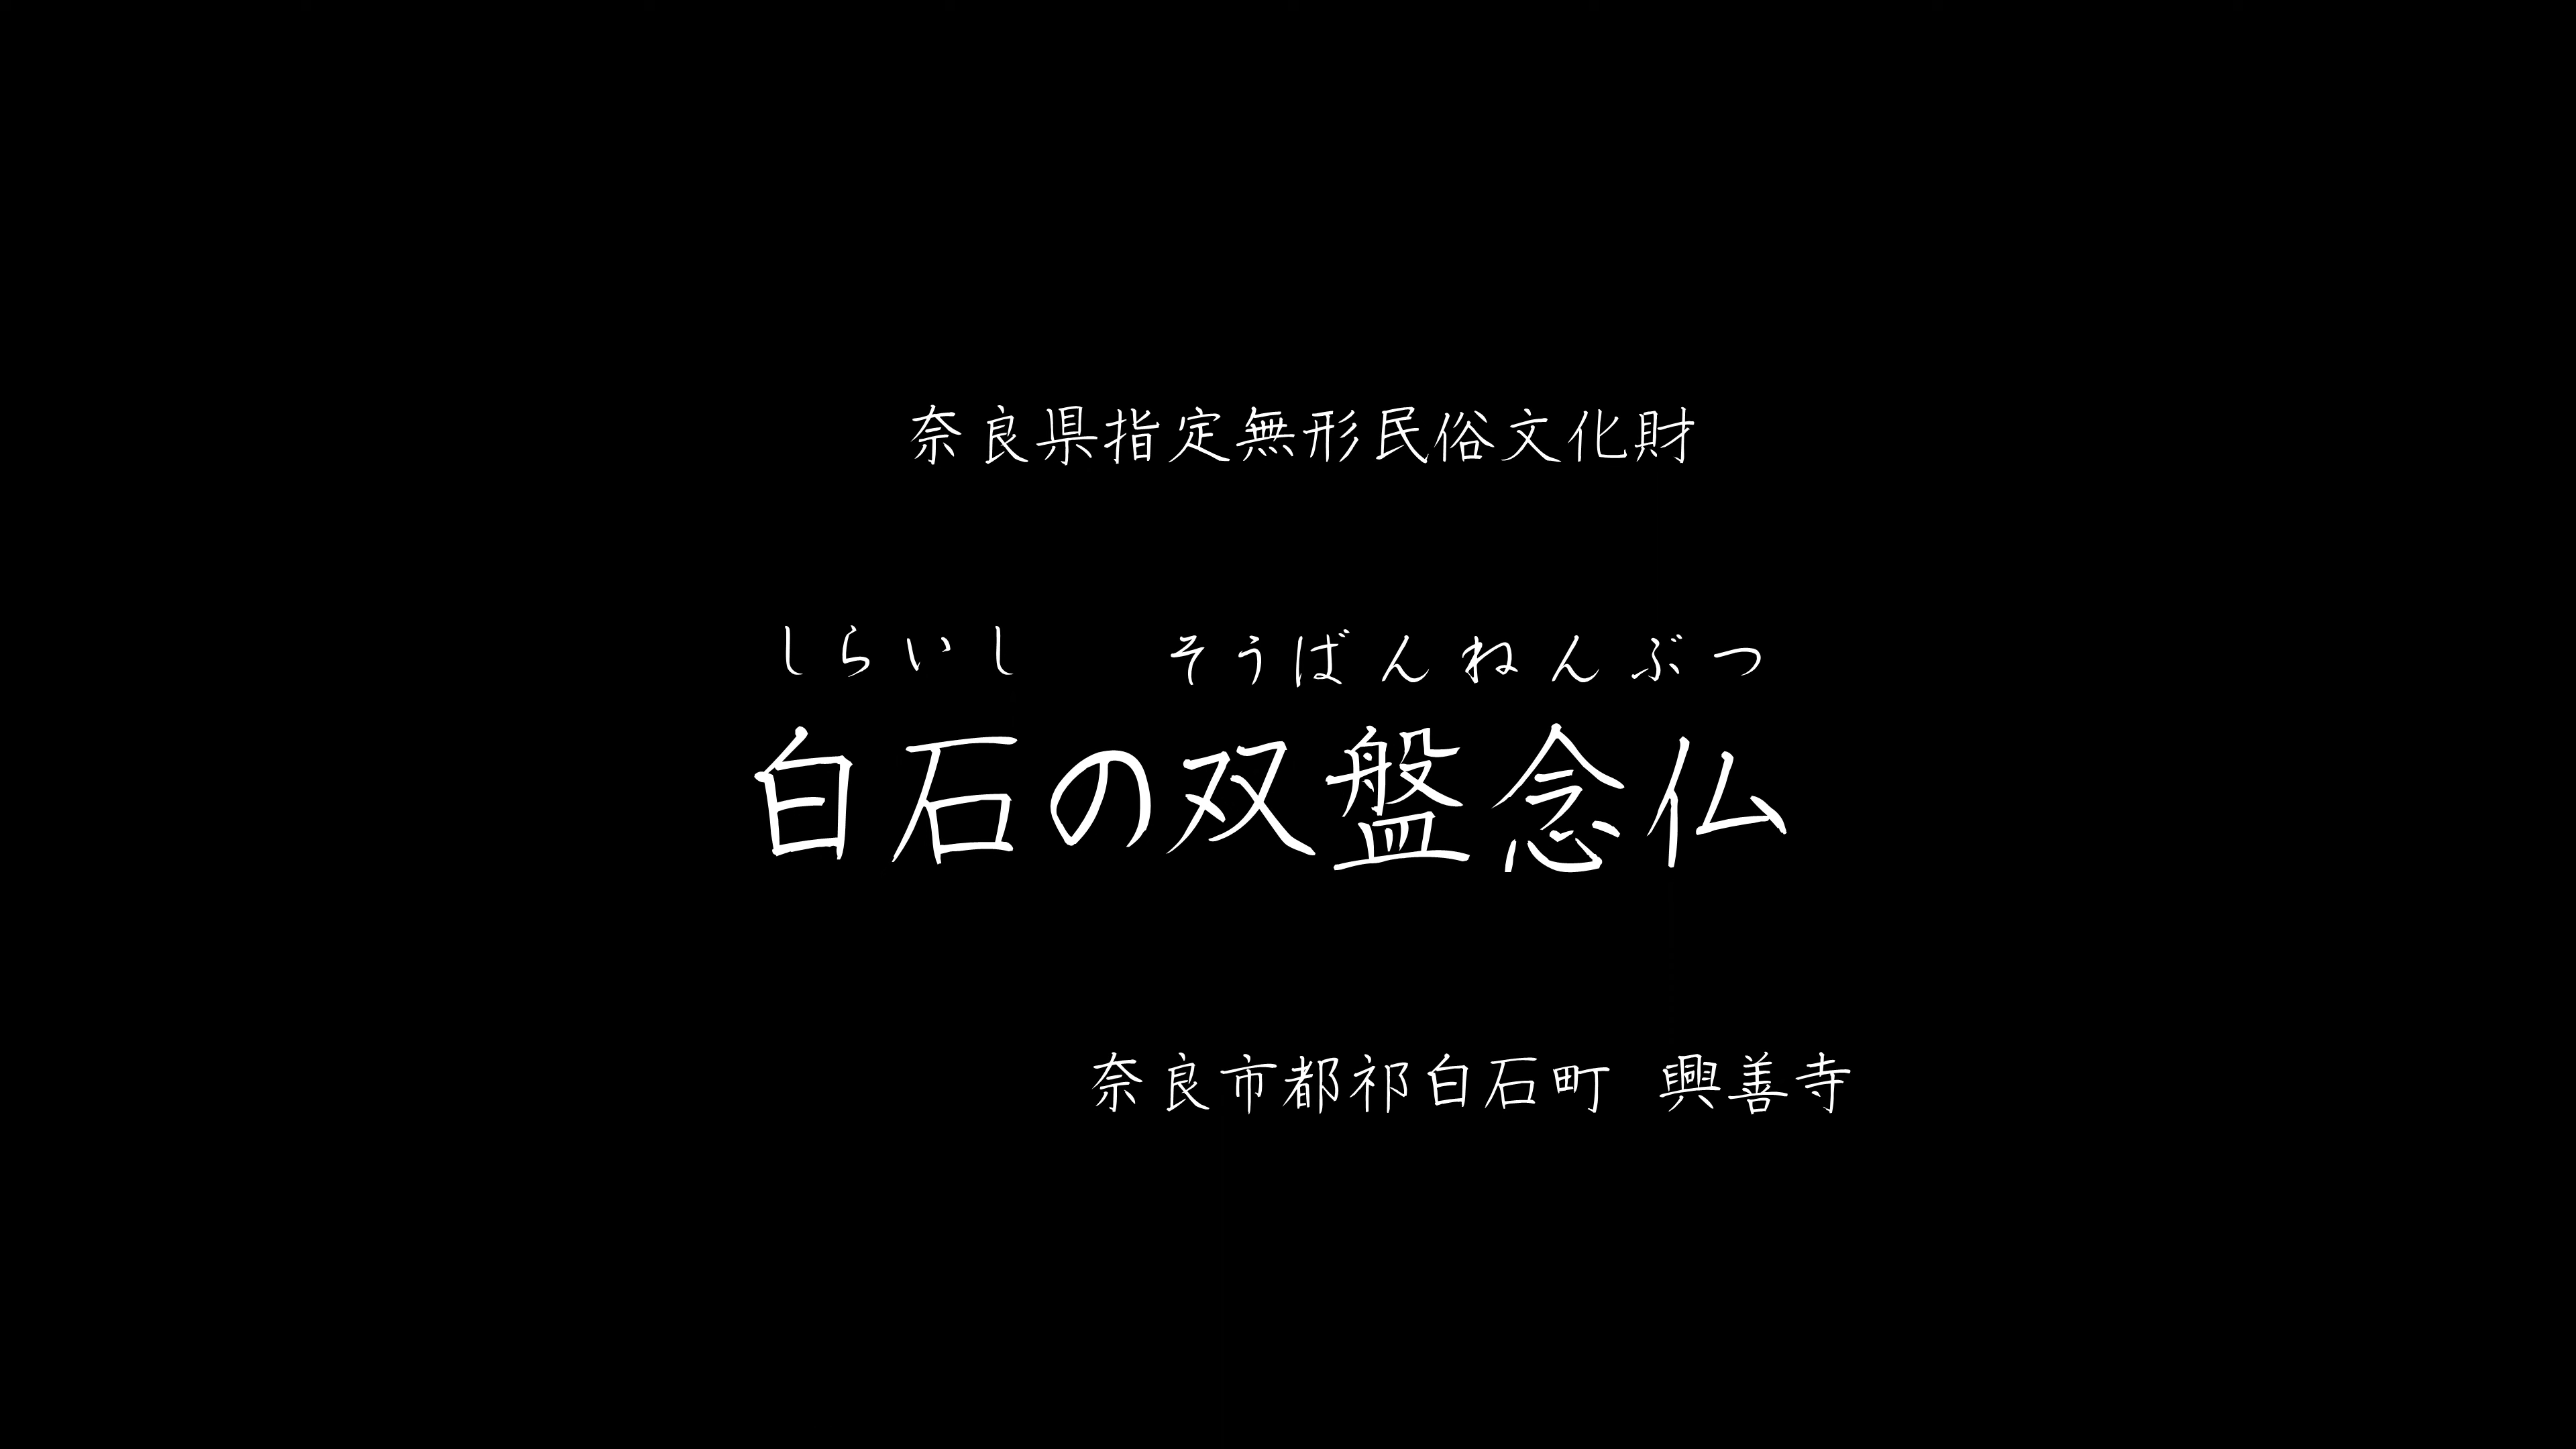 奈良県指定無形民俗文化財
しらいし そうばんねんぶつ
白石の双盤念仏
奈良市都祁白石町 興善寺